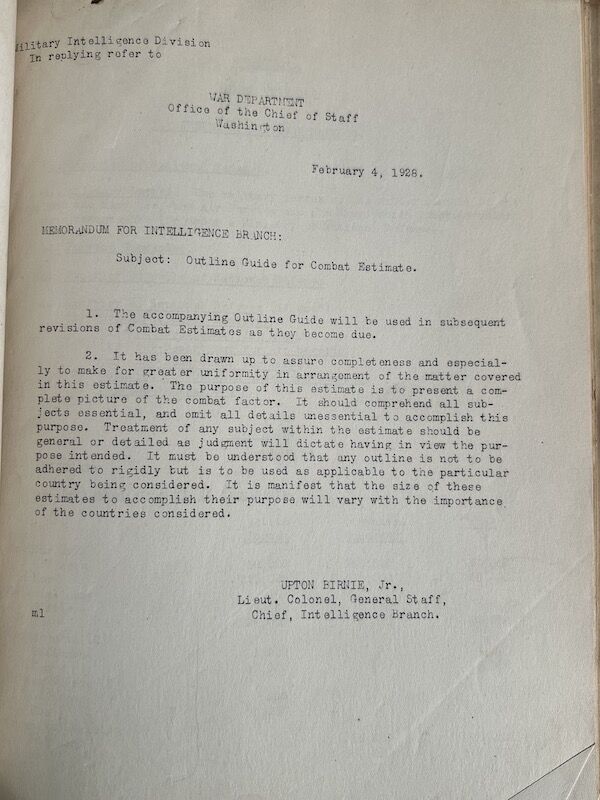 Military Intelligence Division
In replying refer to
WAR DEPARTMENT
Office of the Chief of Staff
Washington
February 4, 1928.
MEMORANDUM FOR INTELLIGENCE BRANCH:
Subject: Outline Guide for Combat Estimate.
1. The accompanying Outline Guide will be used in subsequent
revisions of Combat Estimates as they become due.
2. It has been drawn up to assure completeness and especial-
ly to make for greater uniformity in arrangement of the matter covered
in this estimate. The purpose of this estimate is to present a com-
plete picture of the combat factor. It should comprehend all sub-
jects essential, and omit all details unessential to accomplish this
purpose. Treatment of any subject within the estimate should be
general or detailed as judgment will dictate having in view the pur-
pose intended. It must be understood that any outline is not to be
adhered to rigidly but is to be used as applicable to the particular
country being considered. It is manifest that the size of these
estimates to accomplish their purpose will vary with the importance
of the countries considered.
UPTON BIRNIE, Jr.,
Lieut. Colonel, General Staff,
Chief, Intelligence Branch.
ml